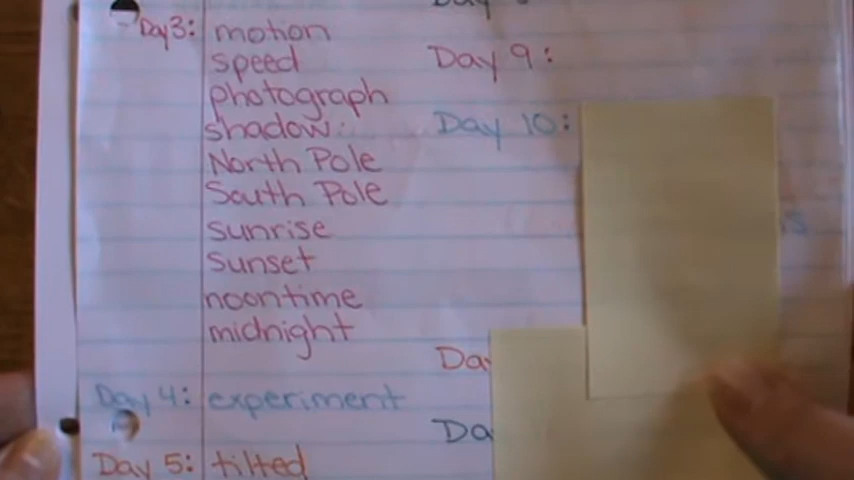 Day 3: motion
speed
photograph
shadow
North Pole
South Pole
sunrise
sunset
noontime
midnight
Day 4: experiment
Day 5: tilted
Day 9:
Day 10: